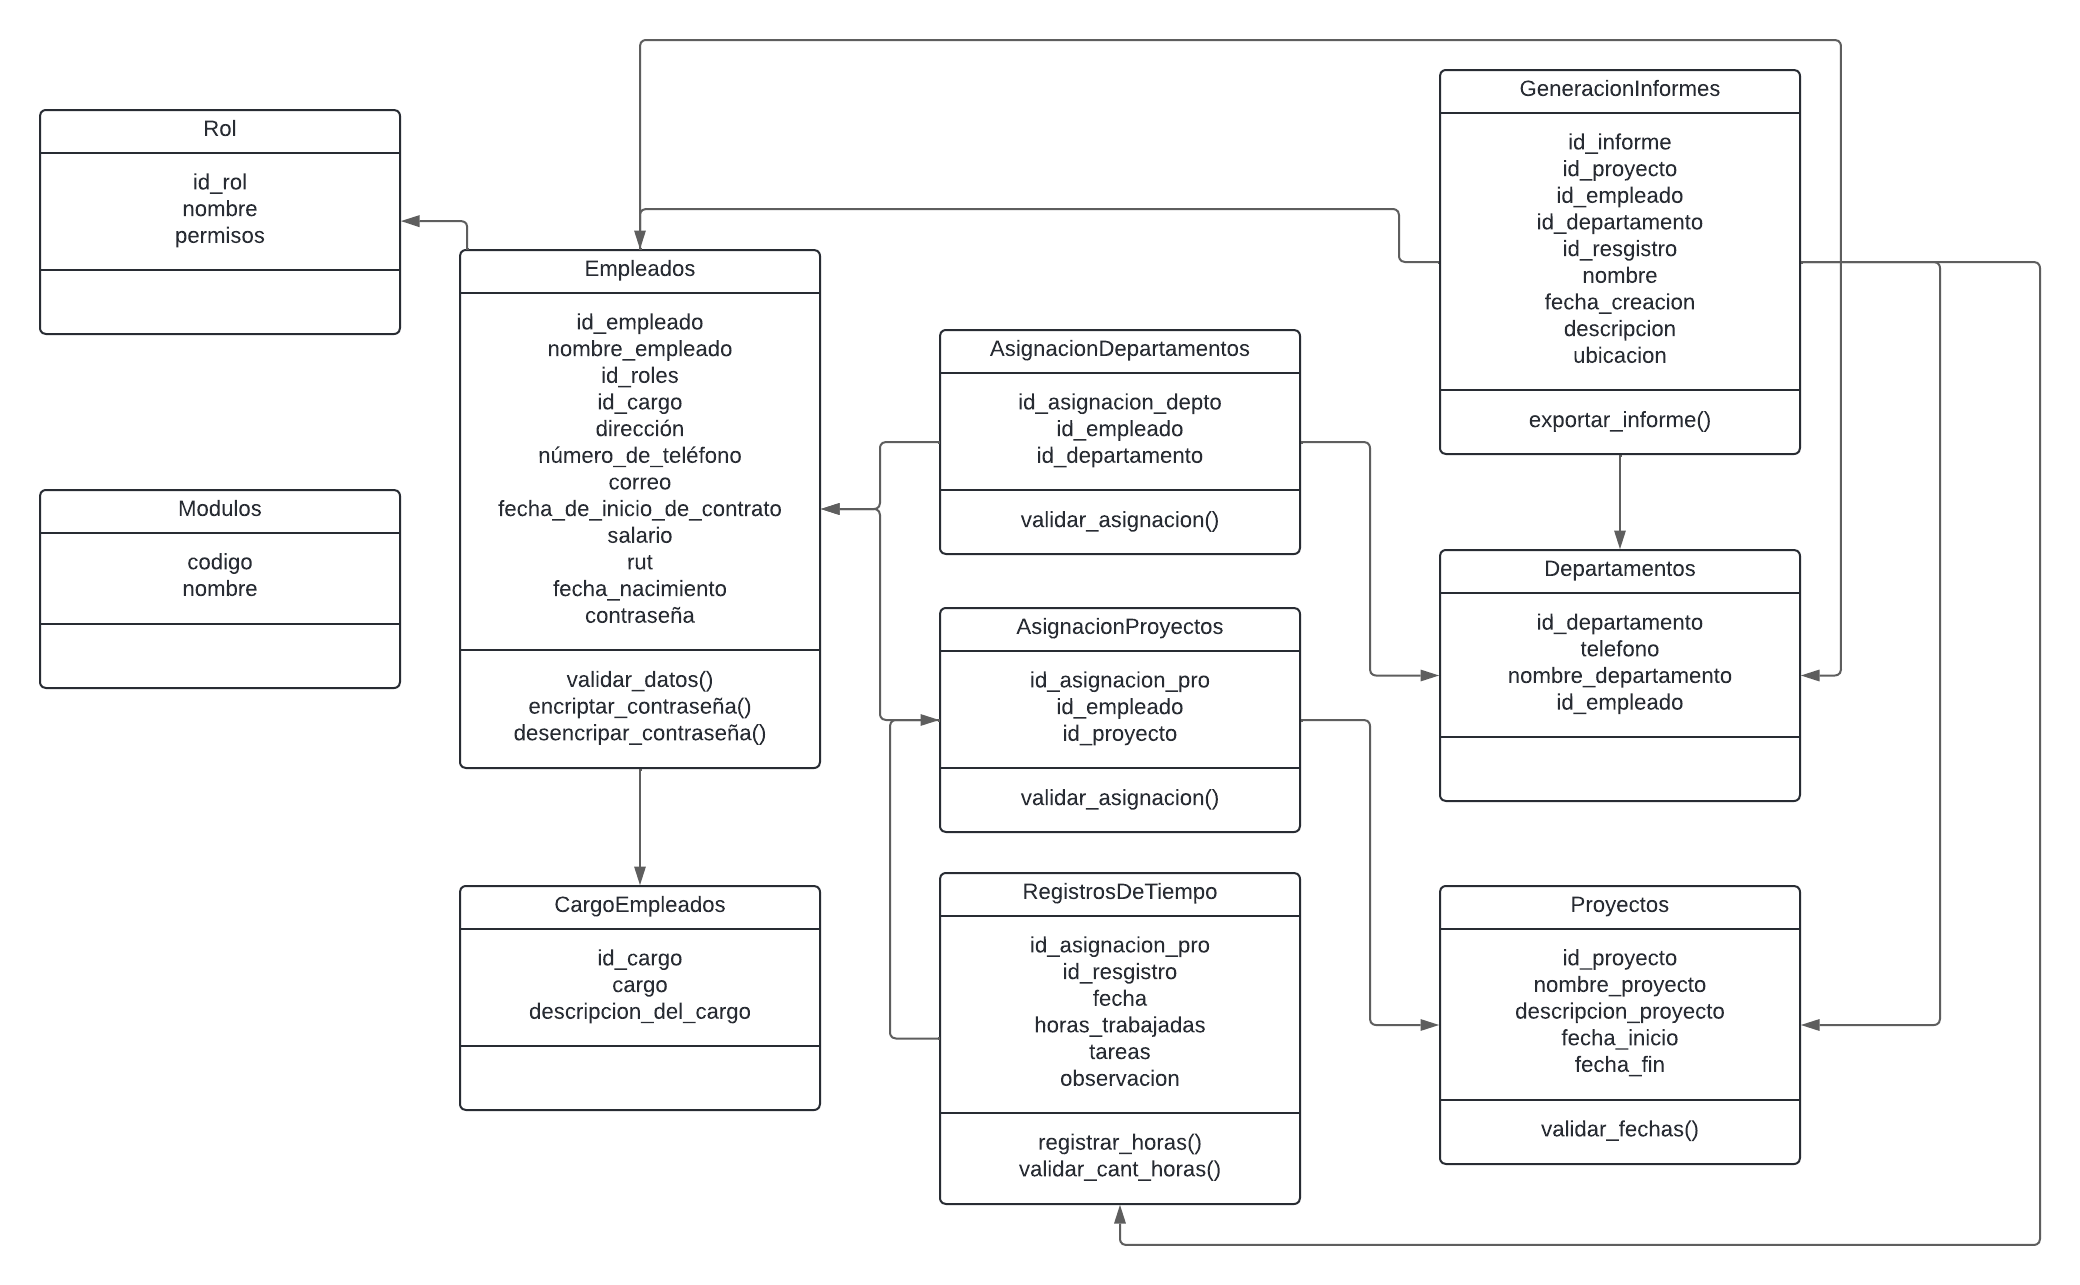 Rol
id_rol
nombre
permisos
Modulos
codigo
nombre
Empleados
id_empleado
nombre_empleado
id_roles
id_cargo
dirección
número_de_teléfono
correo
fecha_de_inicio_de_contrato
salario
rut
fecha_nacimiento
contraseña
validar_datos()
encriptar_contraseña()
desencripar_contraseña()
CargoEmpleados
id_cargo
cargo
descripcion_del_cargo
AsignacionDepartamentos
id_asignacion_depto
id_empleado
id_departamento
validar_asignacion()
AsignacionProyectos
id_asignacion_pro
id_empleado
id_proyecto
validar_asignacion()
RegistrosDeTiempo
id_asignacion_pro
id_resgistro
fecha
horas_trabajadas
tareas
observacion
registrar_horas()
validar_cant_horas()
GeneracionInformes
id_informe
id_proyecto
id_empleado
id_departamento
id_resgistro
nombre
fecha_creacion
descripcion
ubicacion
exportar_informe()
Departamentos
id_departamento
telefono
nombre_departamento
id_empleado
Proyectos
id_proyecto
nombre_proyecto
descripcion_proyecto
fecha_inicio
fecha_fin
validar_fechas()